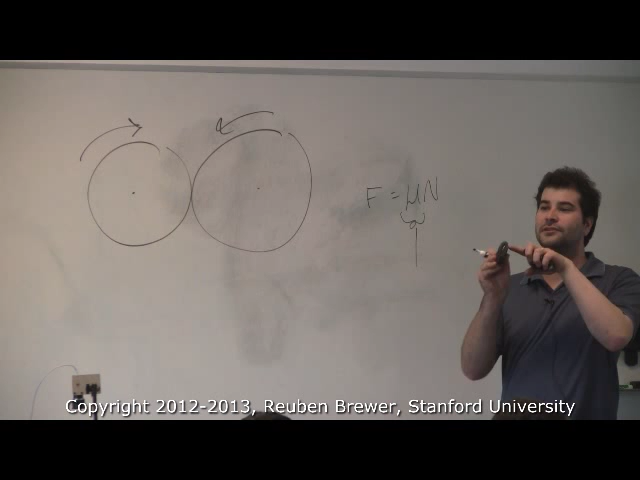 F = μN
Copyright 2012-2013, Reuben Brewer, Stanford University